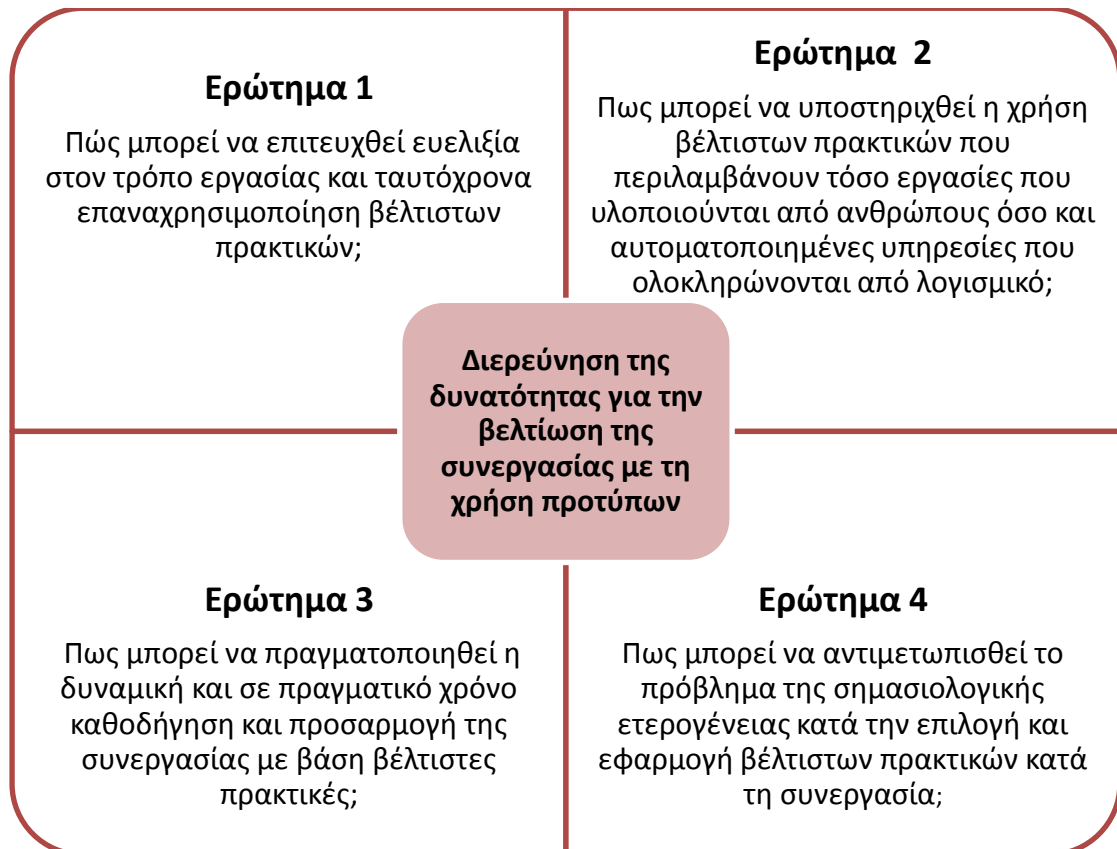 Ερώτημα 1
Πώς μπορεί να επιτευχθεί ευελιξία
στον τρόπο εργασίας και ταυτόχρονα
επαναχρησιμοποίηση βέλτιστων
πρακτικών;
Ερώτημα 2
Πως μπορεί να υποστηριχθεί η χρήση
βέλτιστων πρακτικών που
περιλαμβάνουν τόσο εργασίες που
υλοποιούνται από ανθρώπους όσο και
αυτοματοποιημένες υπηρεσίες που
ολοκληρώνονται από λογισμικό;
Διερεύνηση της
δυνατότητας για την
βελτίωση της
συνεργασίας με τη
χρήση προτύπων
Ερώτημα 3
Πως μπορεί να πραγματοποιηθεί η
δυναμική και σε πραγματικό χρόνο
καθοδήγηση και προσαρμογή της
συνεργασίας με βάση βέλτιστες
πρακτικές;
Ερώτημα 4
Πως μπορεί να αντιμετωπισθεί το
πρόβλημα της σημασιολογικής
ετερογένειας κατά την επιλογή και
εφαρμογή βέλτιστων πρακτικών κατά
τη συνεργασία;